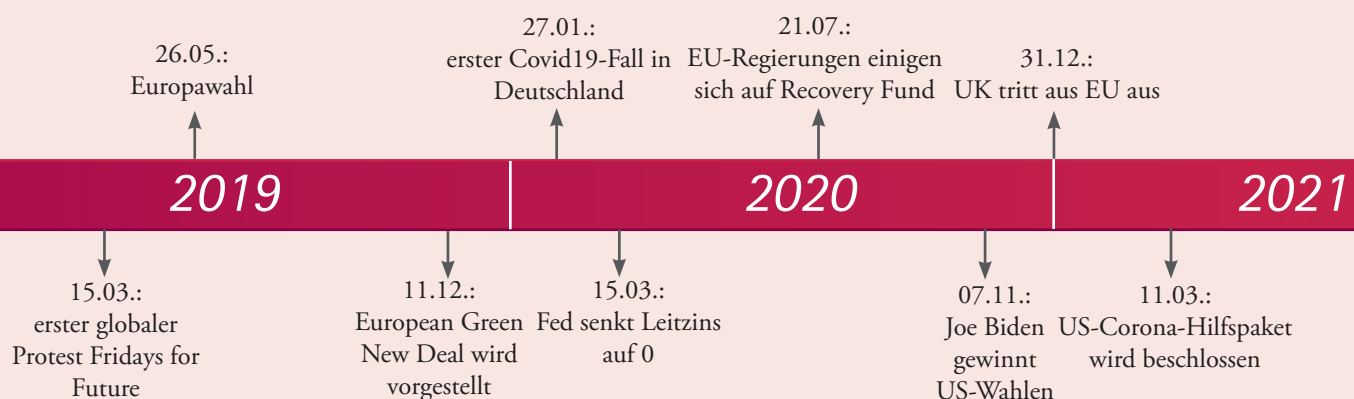 26.05.:
Europawahl
27.01.:
erster Covid19-Fall in
Deutschland
21.07.:
EU-Regierungen einigen
sich auf Recovery Fund
31.12.:
UK tritt aus EU aus
2019
2020
2021
15.03.:
erster globaler
Protest Fridays for
Future
11.12.:
European Green
New Deal wird
vorgestellt
15.03.:
Fed senkt Leitzins
auf 0
07.11.:
Joe Biden
gewinnt
US-Wahlen
11.03.:
US-Corona-Hilfspaket
wird beschlossen